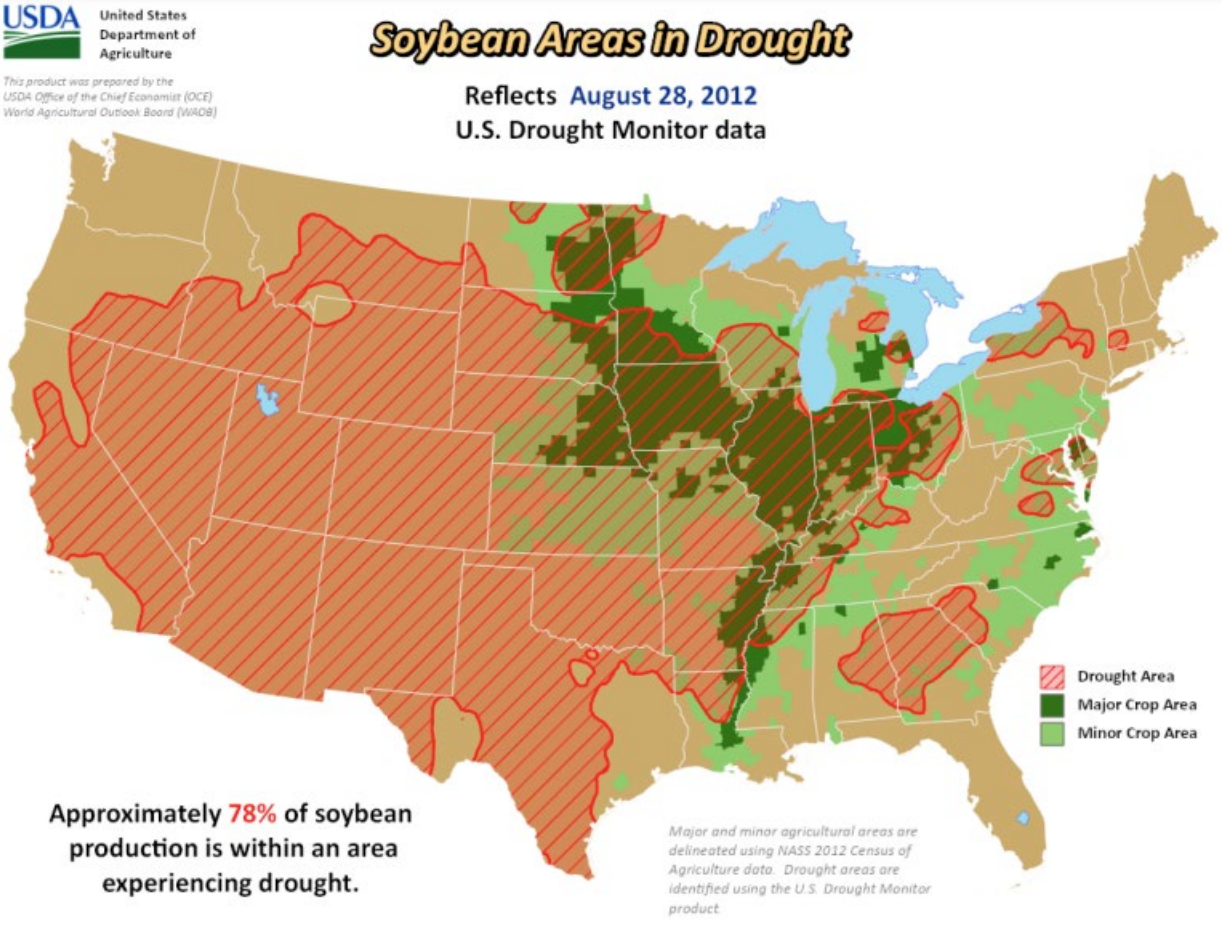 USDA
United States
Department of
Agriculture
This product was prepared by the
USDA Office of the Chief Economist (OCE)
World Agricultural Outlook Board (WAOB)
Soybean Areas in Drought
Reflects August 28, 2012
U.S. Drought Monitor data
Drought Area
Major Crop Area
Minor Crop Area
Approximately 78% of soybean
production is within an area
experiencing drought.
Major and minor agricultural areas are
delineated using NASS 2012 Census of
Agriculture data. Drought areas are
identified using the U.S. Drought Monitor
product